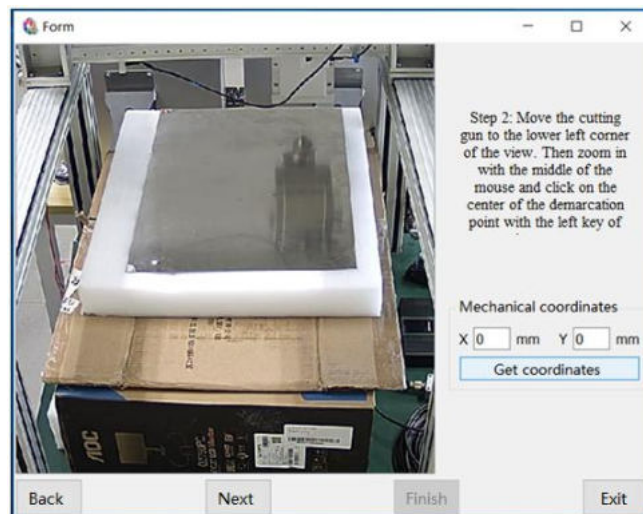 Form
Step 2: Move the cutting
gun to the lower left corner
of the view. Then zoom in
with the middle of the
mouse and click on the
center of the demarcation
point with the left key of
Mechanical coordinates
X 0 mm Y 0 mm
Get coordinates
AOC
Back Next Finish Exit